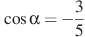 cos α = −3/5